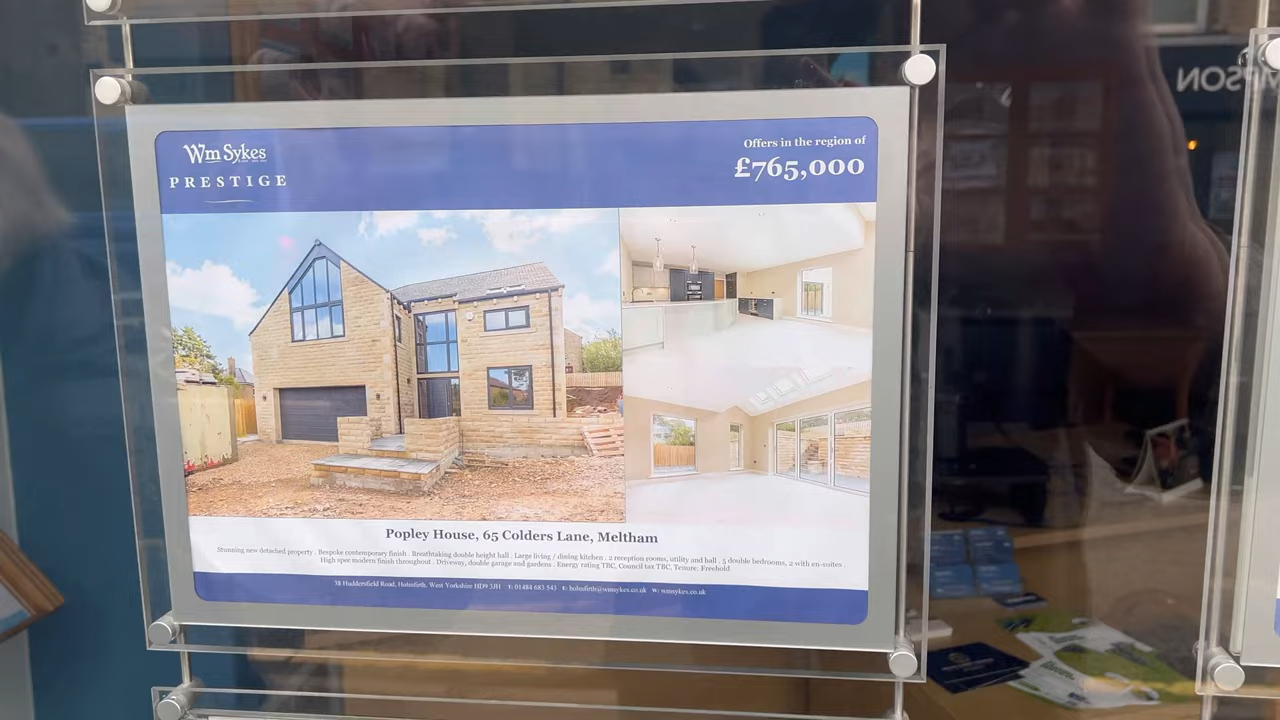 Wm Sykes
PRESTIGE
Offers in the region of
£765,000
Popley House, 65 Colders Lane, Meltham
Stunning new detached property . Bespoke contemporary finish . Breathtaking double height hall . Large living / dining kitchen . 2 reception rooms, utility and hall . 5 double bedrooms, 2 with en-suites .
High spec modern finish throughout . Driveway, double garage and gardens . Energy rating TBC, Council tax TBC, Tenure: Freehold
38 Huddersfield Road, Holmfirth, West Yorkshire HD9 3JH t: 01484 683 543 e: holmfirth@wmsykes.co.uk w: wmsykes.co.uk
MPSON